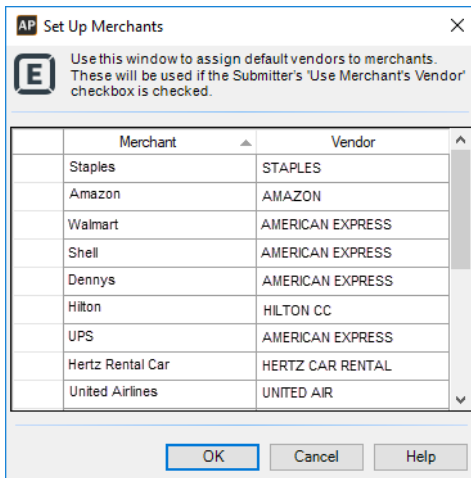 AP Set Up Merchants
E
Use this window to assign default vendors to merchants.
These will be used if the Submitter's 'Use Merchant's Vendor'
checkbox is checked.
Merchant Vendor
Staples STAPLES
Amazon AMAZON
Walmart AMERICAN EXPRESS
Shell AMERICAN EXPRESS
Dennys AMERICAN EXPRESS
Hilton HILTON CC
UPS AMERICAN EXPRESS
Hertz Rental Car HERTZ CAR RENTAL
United Airlines UNITED AIR
OK Cancel Help